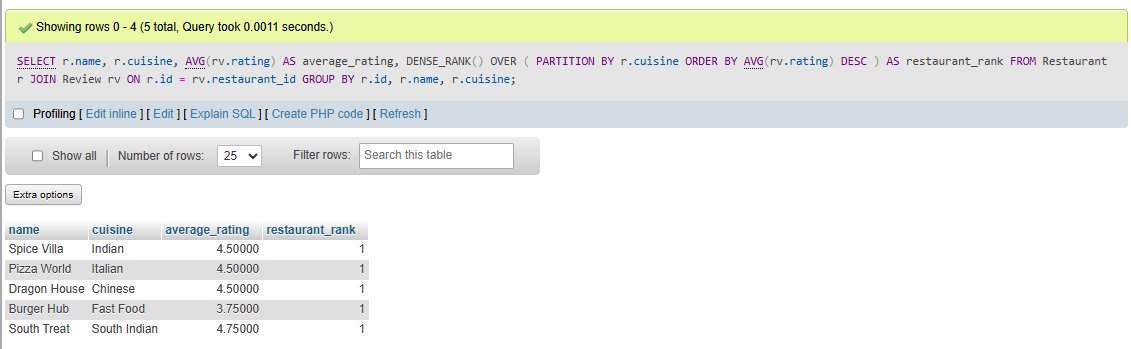 Showing rows 0 - 4 (5 total, Query took 0.0011 seconds.)
SELECT r.name, r.cuisine, AVG(rv.rating) AS average_rating, DENSE_RANK() OVER ( PARTITION BY r.cuisine ORDER BY AVG(rv.rating) DESC ) AS restaurant_rank FROM Restaurant
r JOIN Review rv ON r.id = rv.restaurant_id GROUP BY r.id, r.name, r.cuisine;
Profiling [ Edit inline ] [ Edit ] [ Explain SQL ] [ Create PHP code ] [ Refresh ]
Show all Number of rows: 25 Filter rows: Search this table
Extra options
name cuisine average_rating restaurant_rank
Spice Villa Indian 4.50000 1
Pizza World Italian 4.50000 1
Dragon House Chinese 4.50000 1
Burger Hub Fast Food 3.75000 1
South Treat South Indian 4.75000 1